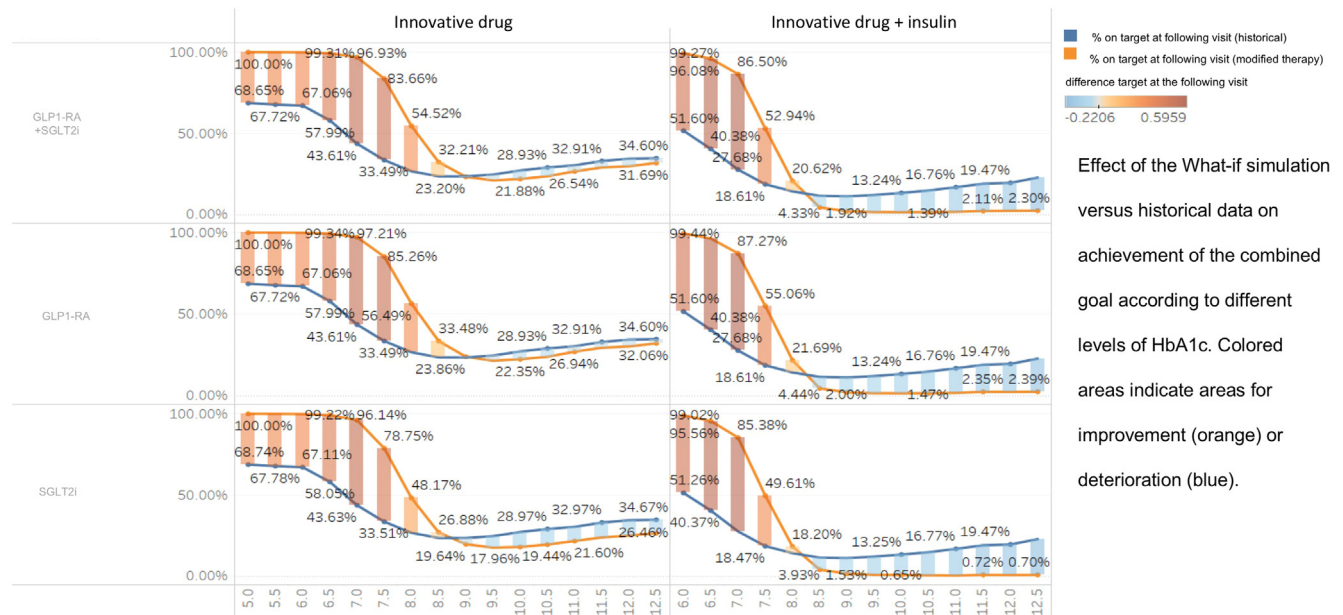 Innovative drug
Innovative drug + insulin
% on target at following visit (historical)
% on target at following visit (modified therapy)
difference target at the following visit
-0.2206 0.5959
Effect of the What-if simulation
versus historical data on
achievement of the combined
goal according to different
levels of HbA1c. Colored
areas indicate areas for
improvement (orange) or
deterioration (blue).
GLP1-RA
+SGLT2i
100.00%
50.00%
0.00%
100.00% 99.31% 96.93% 83.66% 54.52% 32.21% 28.93% 32.91% 34.60%
68.65% 67.72% 67.06% 57.99% 43.61% 33.49% 23.20% 21.88% 26.54% 31.69%
99.27% 96.08% 86.50% 52.94% 20.62% 13.24% 16.76% 19.47%
51.60% 40.38% 27.68% 18.61% 4.33% 1.92% 1.39% 2.11% 2.30%
GLP1-RA
100.00%
50.00%
0.00%
100.00% 99.34% 97.21% 85.26% 56.49% 33.48% 28.93% 32.91% 34.60%
68.65% 67.72% 67.06% 57.99% 43.61% 33.49% 23.86% 22.35% 26.94% 32.06%
99.44% 87.27% 55.06% 21.69% 13.24% 16.76% 19.47%
51.60% 40.38% 27.68% 18.61% 4.44% 2.00% 1.47% 2.35% 2.39%
SGLT2i
100.00%
50.00%
0.00%
100.00% 99.22% 96.14% 78.75% 48.17% 26.88% 28.97% 32.97% 34.67%
68.74% 67.78% 67.11% 58.05% 43.63% 33.51% 19.64% 17.96% 19.44% 21.60% 26.46%
99.02% 95.56% 85.38% 49.61% 18.20% 13.25% 16.77% 19.47%
51.26% 40.37% 18.47% 3.93% 1.53% 0.65% 0.72% 0.70%
5.0 5.5 6.0 6.5 7.0 7.5 8.0 8.5 9.0 9.5 10.0 10.5 11.0 11.5 12.0 12.5
6.0 6.5 7.0 7.5 8.0 8.5 9.0 9.5 10.0 10.5 11.0 11.5 12.0 12.5